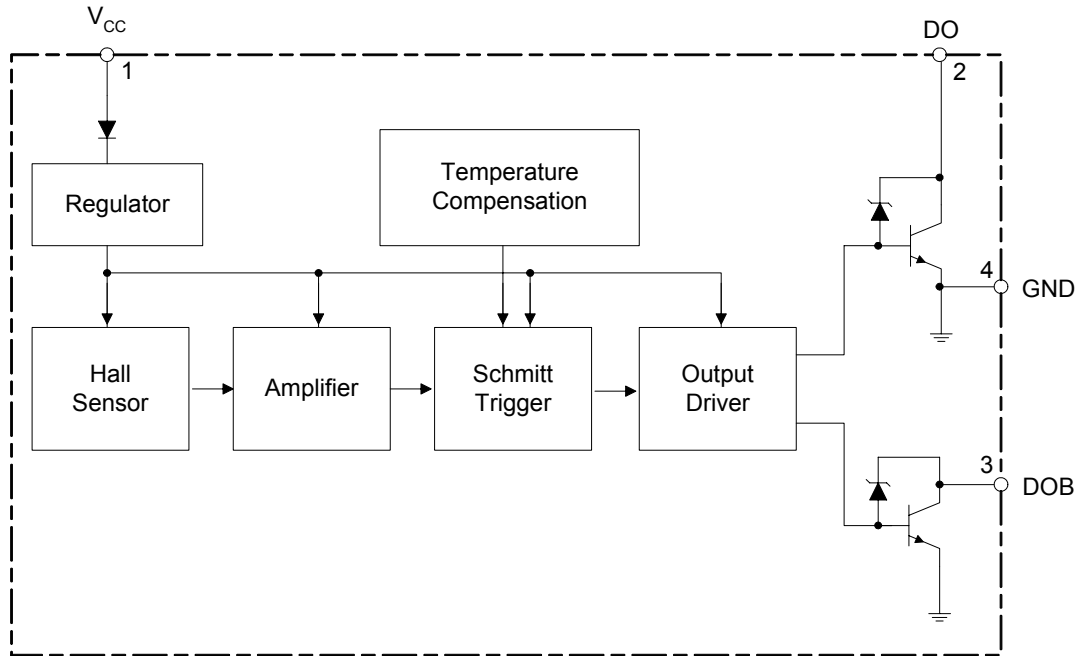 VCC
DO
1
2
Temperature
Compensation
Regulator
4
GND
Hall
Sensor
Amplifier
Schmitt
Trigger
Output
Driver
3
DOB